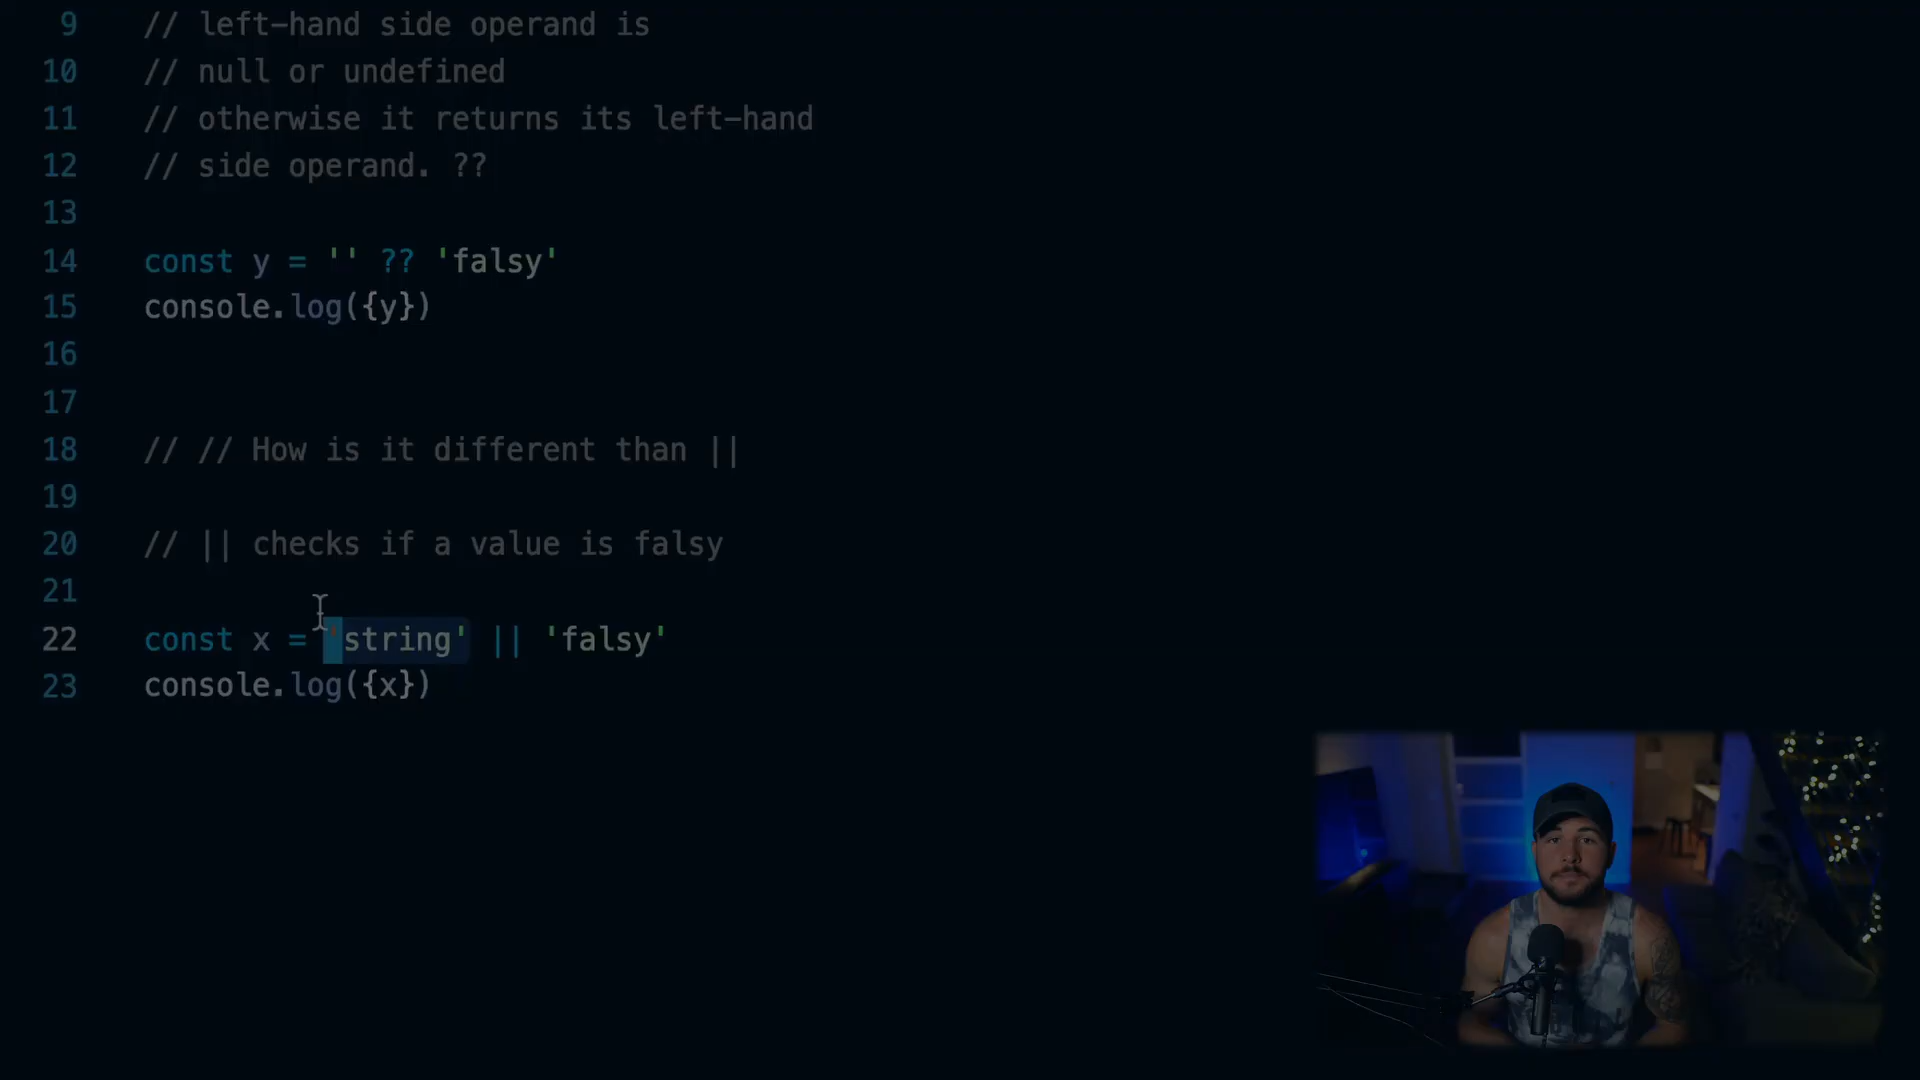 9 // left-hand side operand is
10 // null or undefined
11 // otherwise it returns its left-hand
12 // side operand. ??
13
14 const y = '' ?? 'falsy'
15 console.log({y})
16
17
18 // // How is it different than ||
19
20 // || checks if a value is falsy
21
22 const x = 'string' || 'falsy'
23 console.log({x})